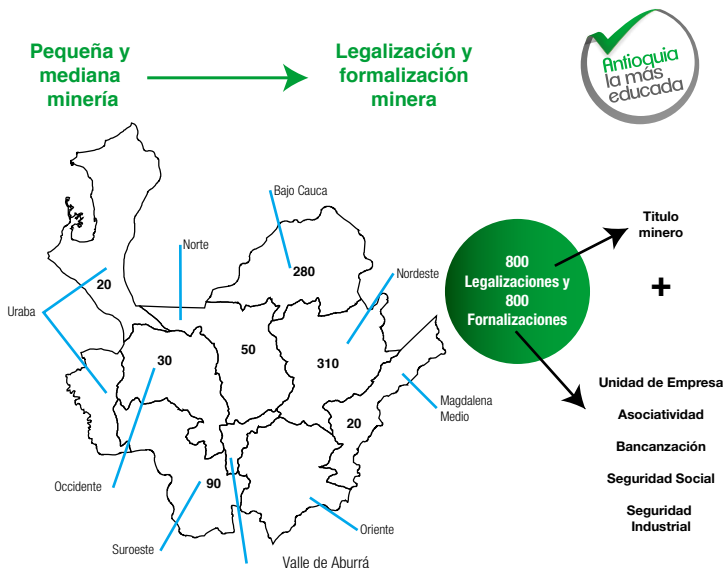 Pequeña y
mediana
minería
Legalización y
formalización
minera
Antioquia
la más
educada
Bajo Cauca
Norte
280
Nordeste
20
Uraba
30
50
310
Magdalena
Medio
20
Occidente
90
Suroeste
Oriente
Valle de Aburrá
800
Legalizaciones y
800
Fornalizaciones
Titulo
minero
+
Unidad de Empresa
Asociatividad
Bancanzación
Seguridad Social
Seguridad
Industrial